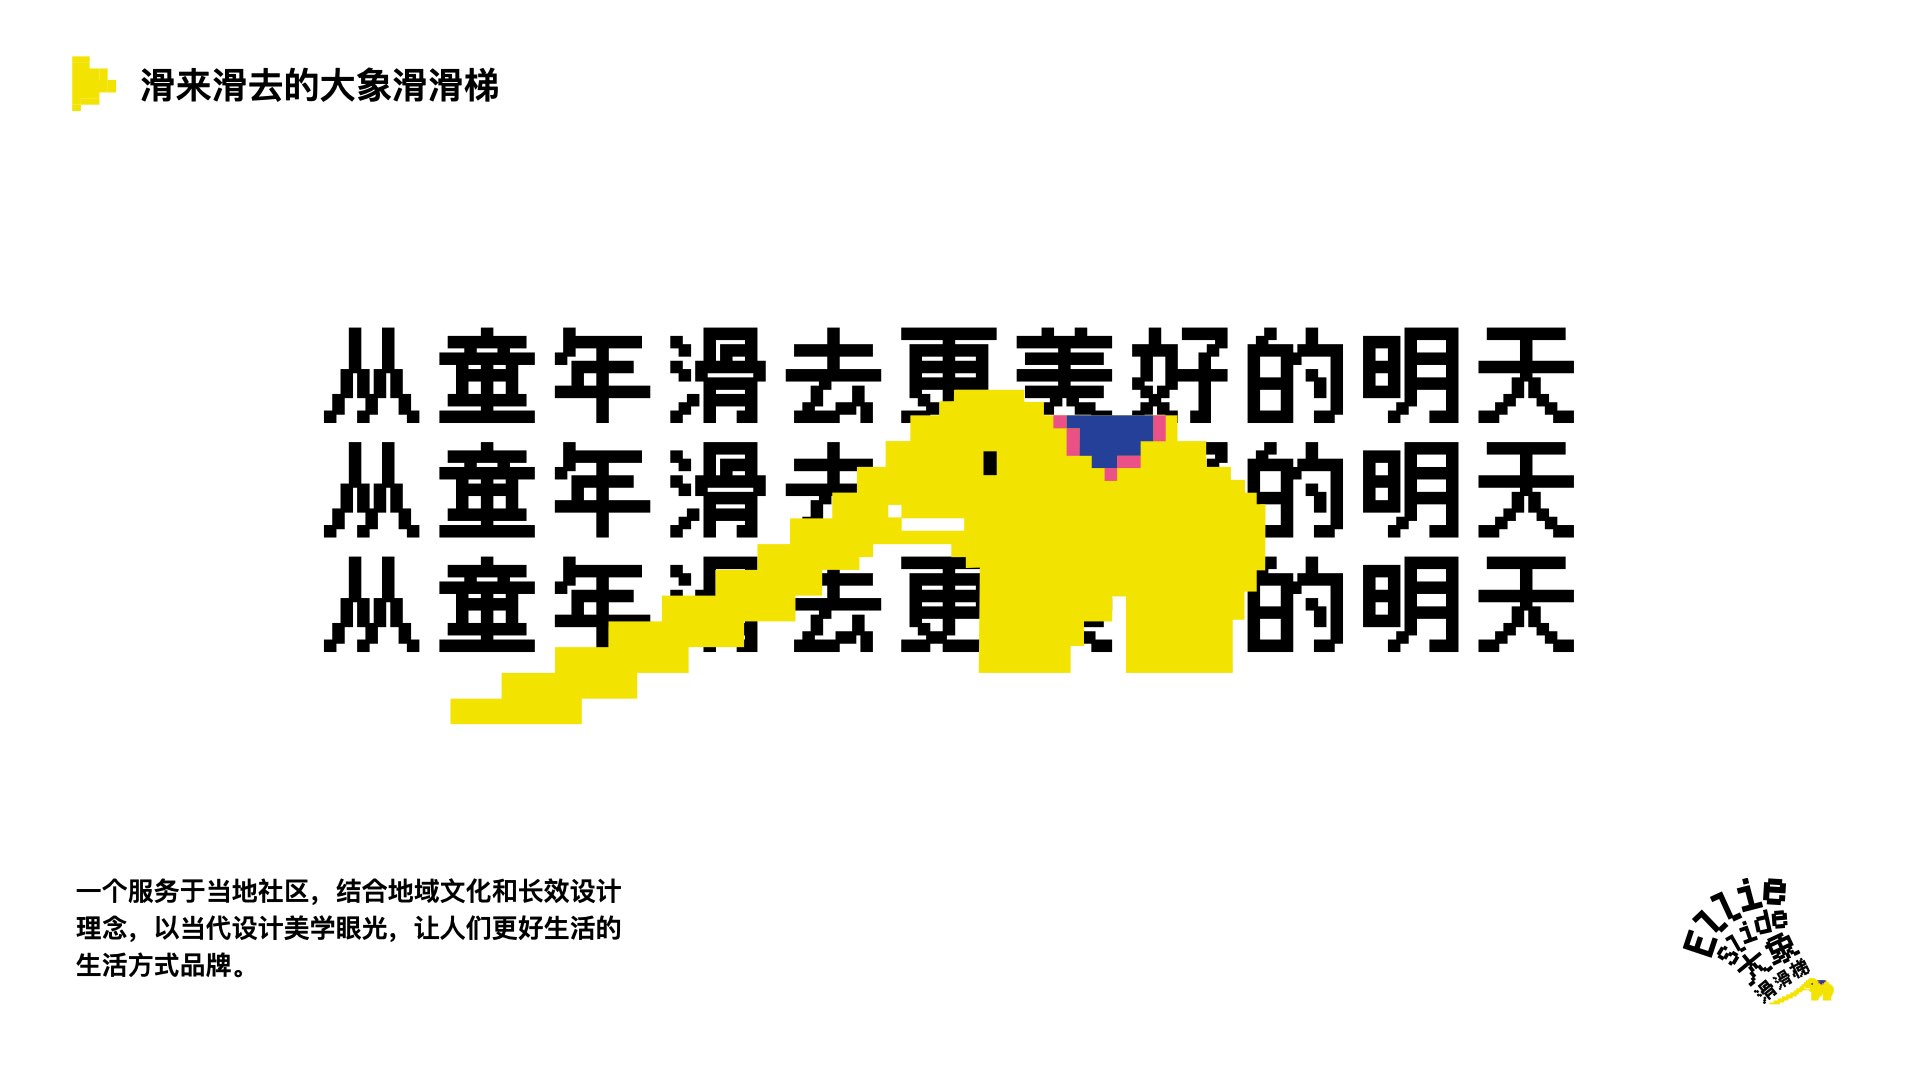 滑来滑去的大象滑滑梯
从童年滑去更美好的明天
从童年滑去 的明天
从童年滑去更 的明天
一个服务于当地社区，结合地域文化和长效设计
理念，以当代设计美学眼光，让人们更好生活的
生活方式品牌。
Ellie
Slide
大象
滑滑梯